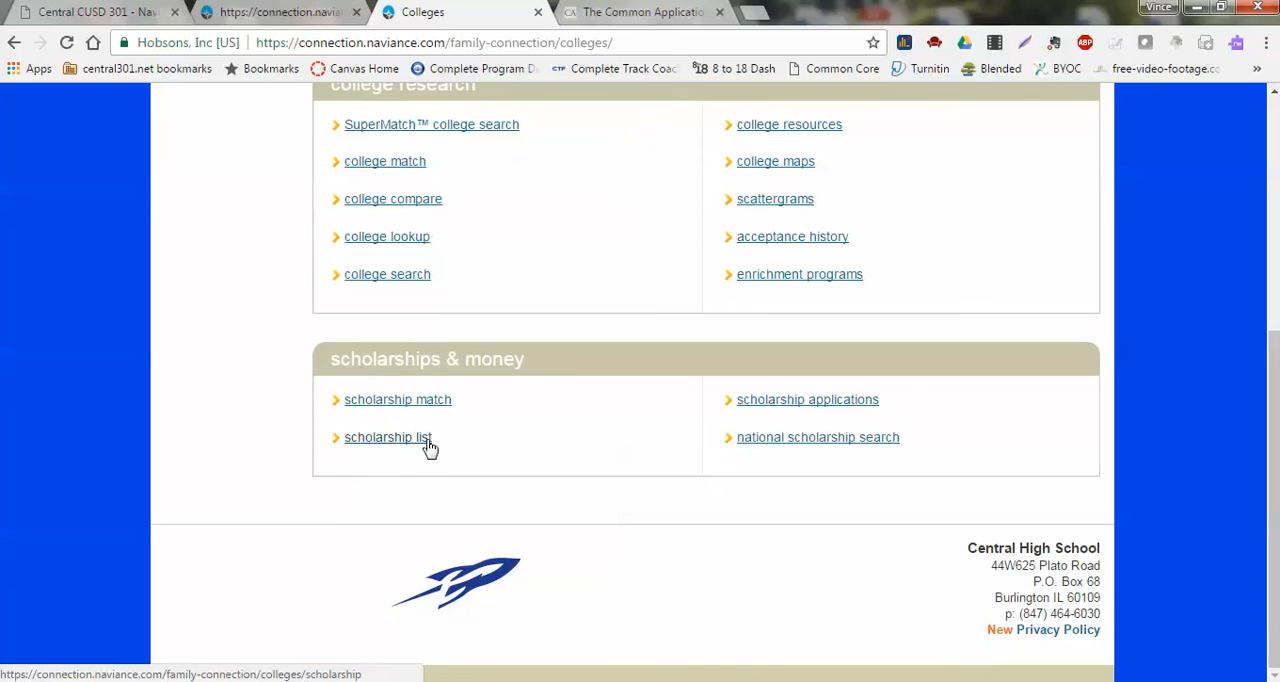 Central CUSD 301 - Nav
https://connection.navia
Colleges
The Common Applicatio
Vince
Hobsons, Inc [US]
https://connection.naviance.com/family-connection/colleges/
Apps
central301.net bookmarks
Bookmarks
Canvas Home
Complete Program D
CTF Complete Track Coac
'18 8 to 18 Dash
Common Core
Turnitin
Blended
BYOC
free-video-footage.co
»
college research
SuperMatch™ college search
college resources
college match
college maps
college compare
scattergrams
college lookup
acceptance history
college search
enrichment programs
scholarships & money
scholarship match
scholarship applications
scholarship list
national scholarship search
Central High School
44W625 Plato Road
P.O. Box 68
Burlington IL 60109
p: (847) 464-6030
New Privacy Policy
https://connection.naviance.com/family-connection/colleges/scholarship